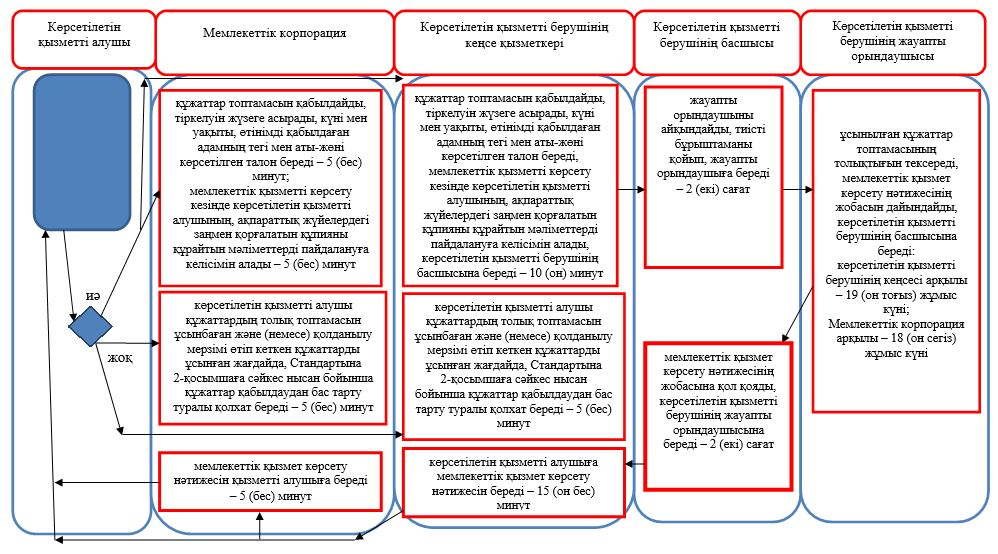 Көрсетілетін
қызметті алушы
Мемлекеттік корпорация
Көрсетілетін қызметті берушінің
кеңсе қызметкері
Көрсетілетін қызметті
берушінің басшысы
Көрсетілетін қызметті
берушінің жауапты
орындаушысы
құжаттар топтамасын қабылдайды,
тіркелуін жүзеге асырады, күні мен
уақыты, өтінімді қабылдаған
адамның тегі мен аты-жөні
көрсетілген талон береді – 5 (бес)
минут;
мемлекеттік қызметті көрсету
кезінде көрсетілетін қызметті
алушының, ақпараттық
жүйелердегі заңмен қорғалатын
құпияны құрайтын мәліметтерді
пайдалануға келісімін алады – 5 (бес) минут
құжаттар топтамасын қабылдайды,
тіркелуін жүзеге асырады, күні мен
уақыты, өтінімді қабылдаған
адамның тегі мен аты-жөні
көрсетілген талон береді,
мемлекеттік қызметті көрсету
кезінде көрсетілетін қызметті
алушының, ақпараттық
жүйелердегі заңмен қорғалатын
құпияны құрайтын мәліметтерді
пайдалануға келісімін алады,
көрсетілетін қызметті берушінің
басшысына береді – 10 (он) минут
жауапты
орындаушыны
айқындайды, тиісті
бұрыштаманы
қойып, жауапты
орындаушыға береді
– 2 (екі) сағат
ұсынылған құжаттар
топтамасының
толықтығын тексереді,
мемлекеттік қызмет
көрсету нәтижесінің
жобасын дайындайды,
көрсетілетін қызметті
берушінің басшысына
береді:
көрсетілетін қызметті
берушінің кеңсесі арқылы
– 19 (он тоғыз) жұмыс
күні;
Мемлекеттік корпорация
арқылы – 18 (он сегіз)
жұмыс күні
иә
жоқ
көрсетілетін қызметті алушы
құжаттардың толық топтамасын
ұсынбаған және (немесе) қолданылу
мерзімі өтіп кеткен құжаттарды
ұсынған жағдайда, Стандартына
2-қосымшаға сәйкес нысан бойынша
құжаттар қабылдаудан бас тарту
туралы қолхат береді – 5 (бес) минут
көрсетілетін қызметті алушы
құжаттардың толық топтамасын
ұсынбаған және (немесе) қолданылу
мерзімі өтіп кеткен құжаттарды
ұсынған жағдайда, Стандартына
2-қосымшаға сәйкес нысан
бойынша құжаттар қабылдаудан бас
тарту туралы қолхат береді – 5 (бес)
минут
мемлекеттік қызмет
көрсету нәтижесінің
жобасына қол қояды,
көрсетілетін қызметті
берушінің жауапты
орындаушысына
береді – 2 (екі) сағат
мемлекеттік қызмет көрсету
нәтижесін қызметті алушыға береді
– 5 (бес) минут
көрсетілетін қызметті алушыға
мемлекеттік қызмет көрсету
нәтижесін береді – 15 (он бес)
минут